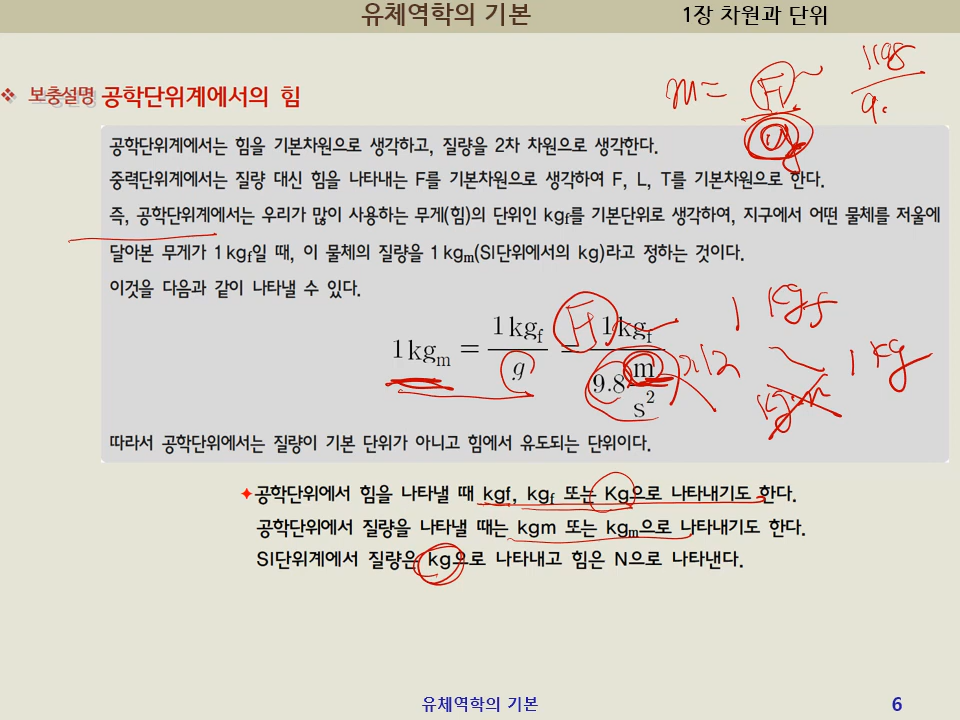 유체역학의 기본
1장 차원과 단위
❖ 보충설명 공학단위계에서의 힘
m = F
공학단위계에서는 힘을 기본차원으로 생각하고, 질량을 2차 차원으로 생각한다.
중력단위계에서는 질량 대신 힘을 나타내는 F를 기본차원으로 생각하여 F, L, T를 기본차원으로 한다.
즉, 공학단위계에서는 우리가 많이 사용하는 무게(힘)의 단위인 kgf를 기본단위로 생각하여, 지구에서 어떤 물체를 저울에
달아본 무게가 1 kgf일 때, 이 물체의 질량을 1 kgm(SI단위에서의 kg)라고 정하는 것이다.
이것을 다음과 같이 나타낼 수 있다.
1 kgf
1 kgm = 1 kgf / g = 1 kgf / 9.8 m/s²
F
1 kg
kgm
따라서 공학단위에서는 질량이 기본 단위가 아니고 힘에서 유도되는 단위이다.
✦공학단위에서 힘을 나타낼 때 kgf, kgf 또는 Kg으로 나타내기도 한다.
공학단위에서 질량을 나타낼 때는 kgm 또는 kgm으로 나타내기도 한다.
SI단위계에서 질량은 kg으로 나타내고 힘은 N으로 나타낸다.
유체역학의 기본
6